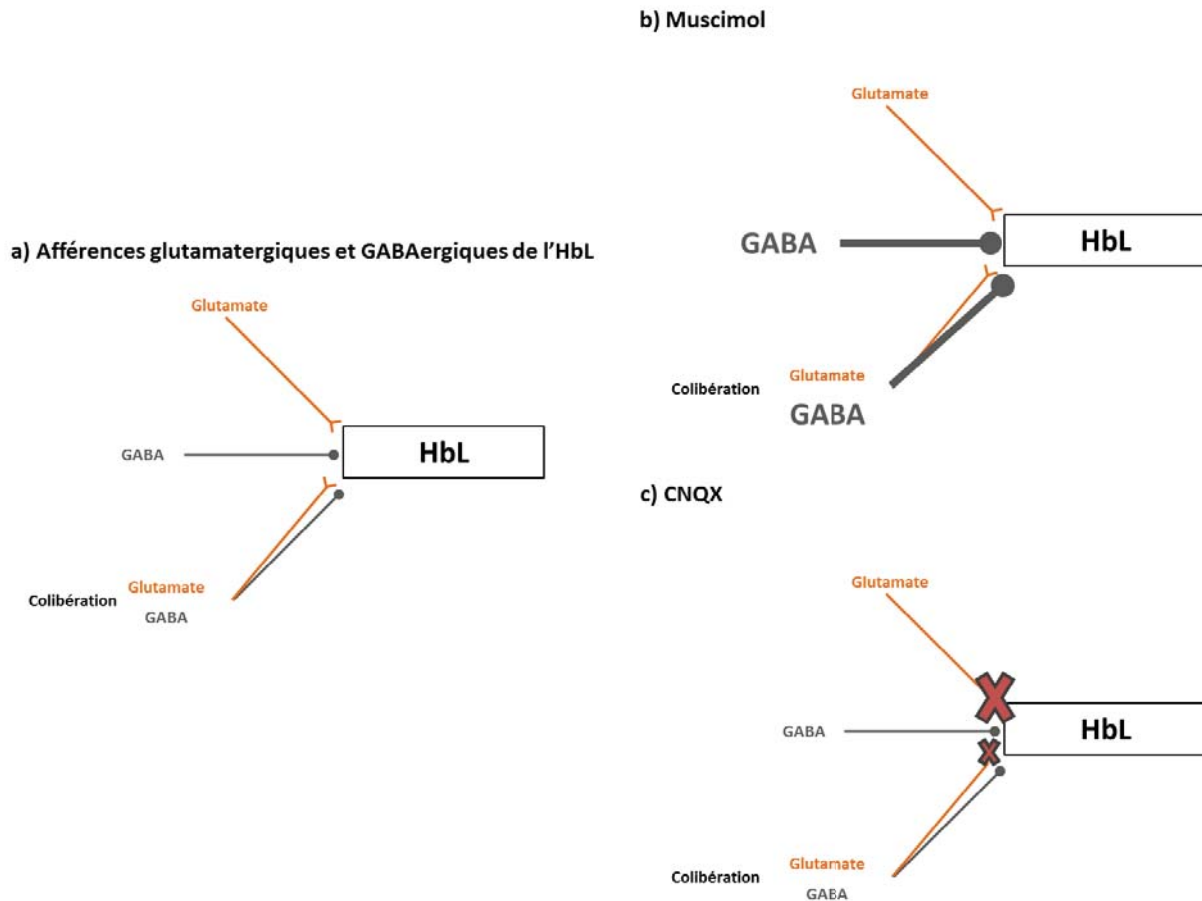 a) Afférences glutamatergiques et GABAergiques de l'HbL
Glutamate
GABA
HbL
Colibération
Glutamate
GABA
b) Muscimol
Glutamate
GABA
HbL
Colibération
Glutamate
GABA
c) CNQX
Glutamate
GABA
HbL
Colibération
Glutamate
GABA